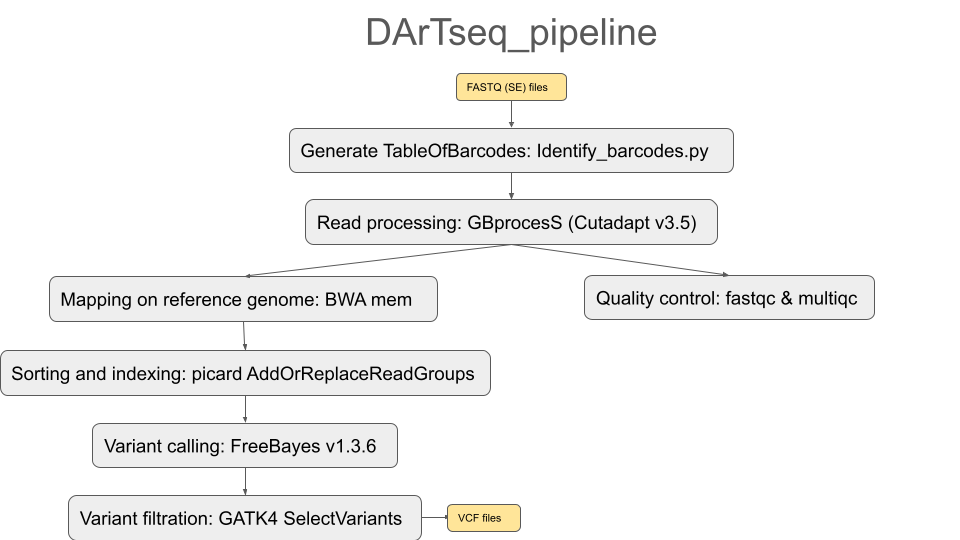 DArTseq_pipeline
FASTQ (SE) files
Generate TableOfBarcodes: Identify_barcodes.py
Read processing: GBprocesS (Cutadapt v3.5)
Mapping on reference genome: BWA mem
Quality control: fastqc & multiqc
Sorting and indexing: picard AddOrReplaceReadGroups
Variant calling: FreeBayes v1.3.6
Variant filtration: GATK4 SelectVariants
VCF files